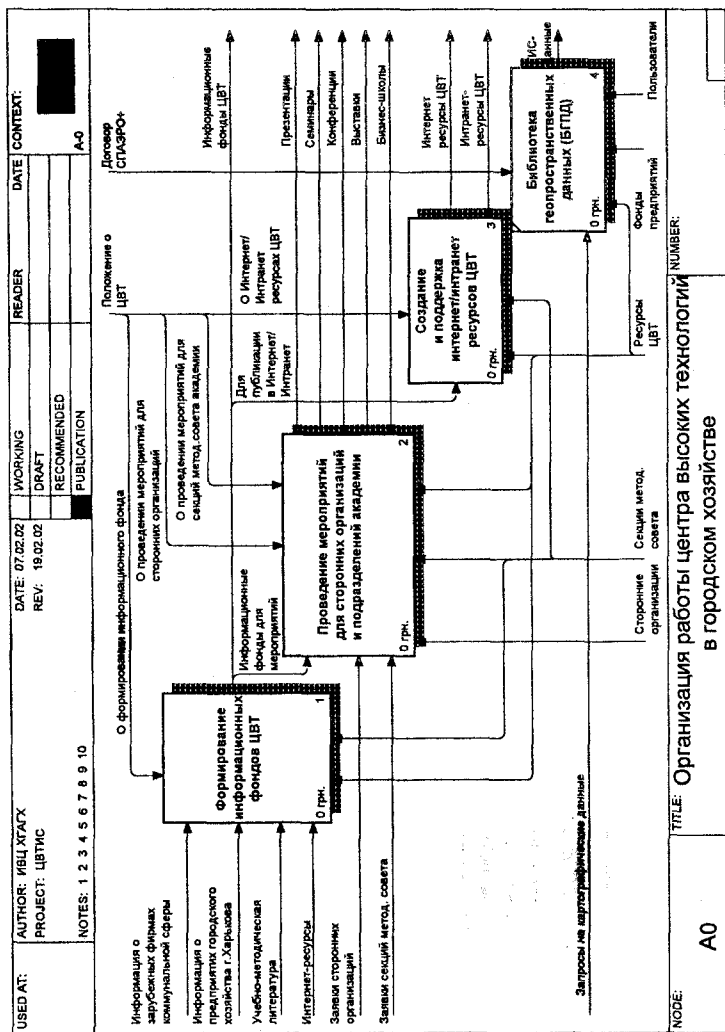 USED AT:
AUTHOR: ИВЦ ХГАГХ
PROJECT: ЦВТИС
NOTES: 1 2 3 4 5 6 7 8 9 10
DATE: 07.02.02
REV: 19.02.02
WORKING
DRAFT
RECOMMENDED
PUBLICATION
READER
DATE
CONTEXT:
A-0
Положение о
ЦВТ
Договор
СПАЭРО+
О формировании информационного фонда
О проведении мероприятий для
сторонних организаций
О проведении мероприятий для
секций метод.совета академии
О Интернет/
Интранет
ресурсах ЦВТ
Информационные
фонды ЦВТ
Информация о
зарубежных фирмах
коммунальной сферы
Информация о
предприятиях городского
хозяйства г.Харькова
Учебно-методическая
литература
Интернет-ресурсы
Заявки сторонних
организаций
Заявки секций метод. совета
Запросы на картографические данные
Формирование
информационных
фондов ЦВТ
0 грн.
1
Информационные
фонды для
мероприятий
Проведение мероприятий
для сторонних организаций
и подразделений академии
0 грн.
2
Для
публикации
в Интернет/
Интранет
Создание
и поддержка
интернет/интранет
ресурсов ЦВТ
0 грн.
3
Библиотека
геопространственных
данных (БГПД)
0 грн.
4
Презентации
Семинары
Конференции
Выставки
Бизнес-школы
Интернет
ресурсы ЦВТ
Интранет-
ресурсы ЦВТ
ИС-
данные
Сторонние
организации
Секции метод.
совета
Ресурсы
ЦВТ
Фонды
предприятий
Пользователи
NODE:
A0
TITLE: Организация работы центра высоких технологий
в городском хозяйстве
NUMBER: